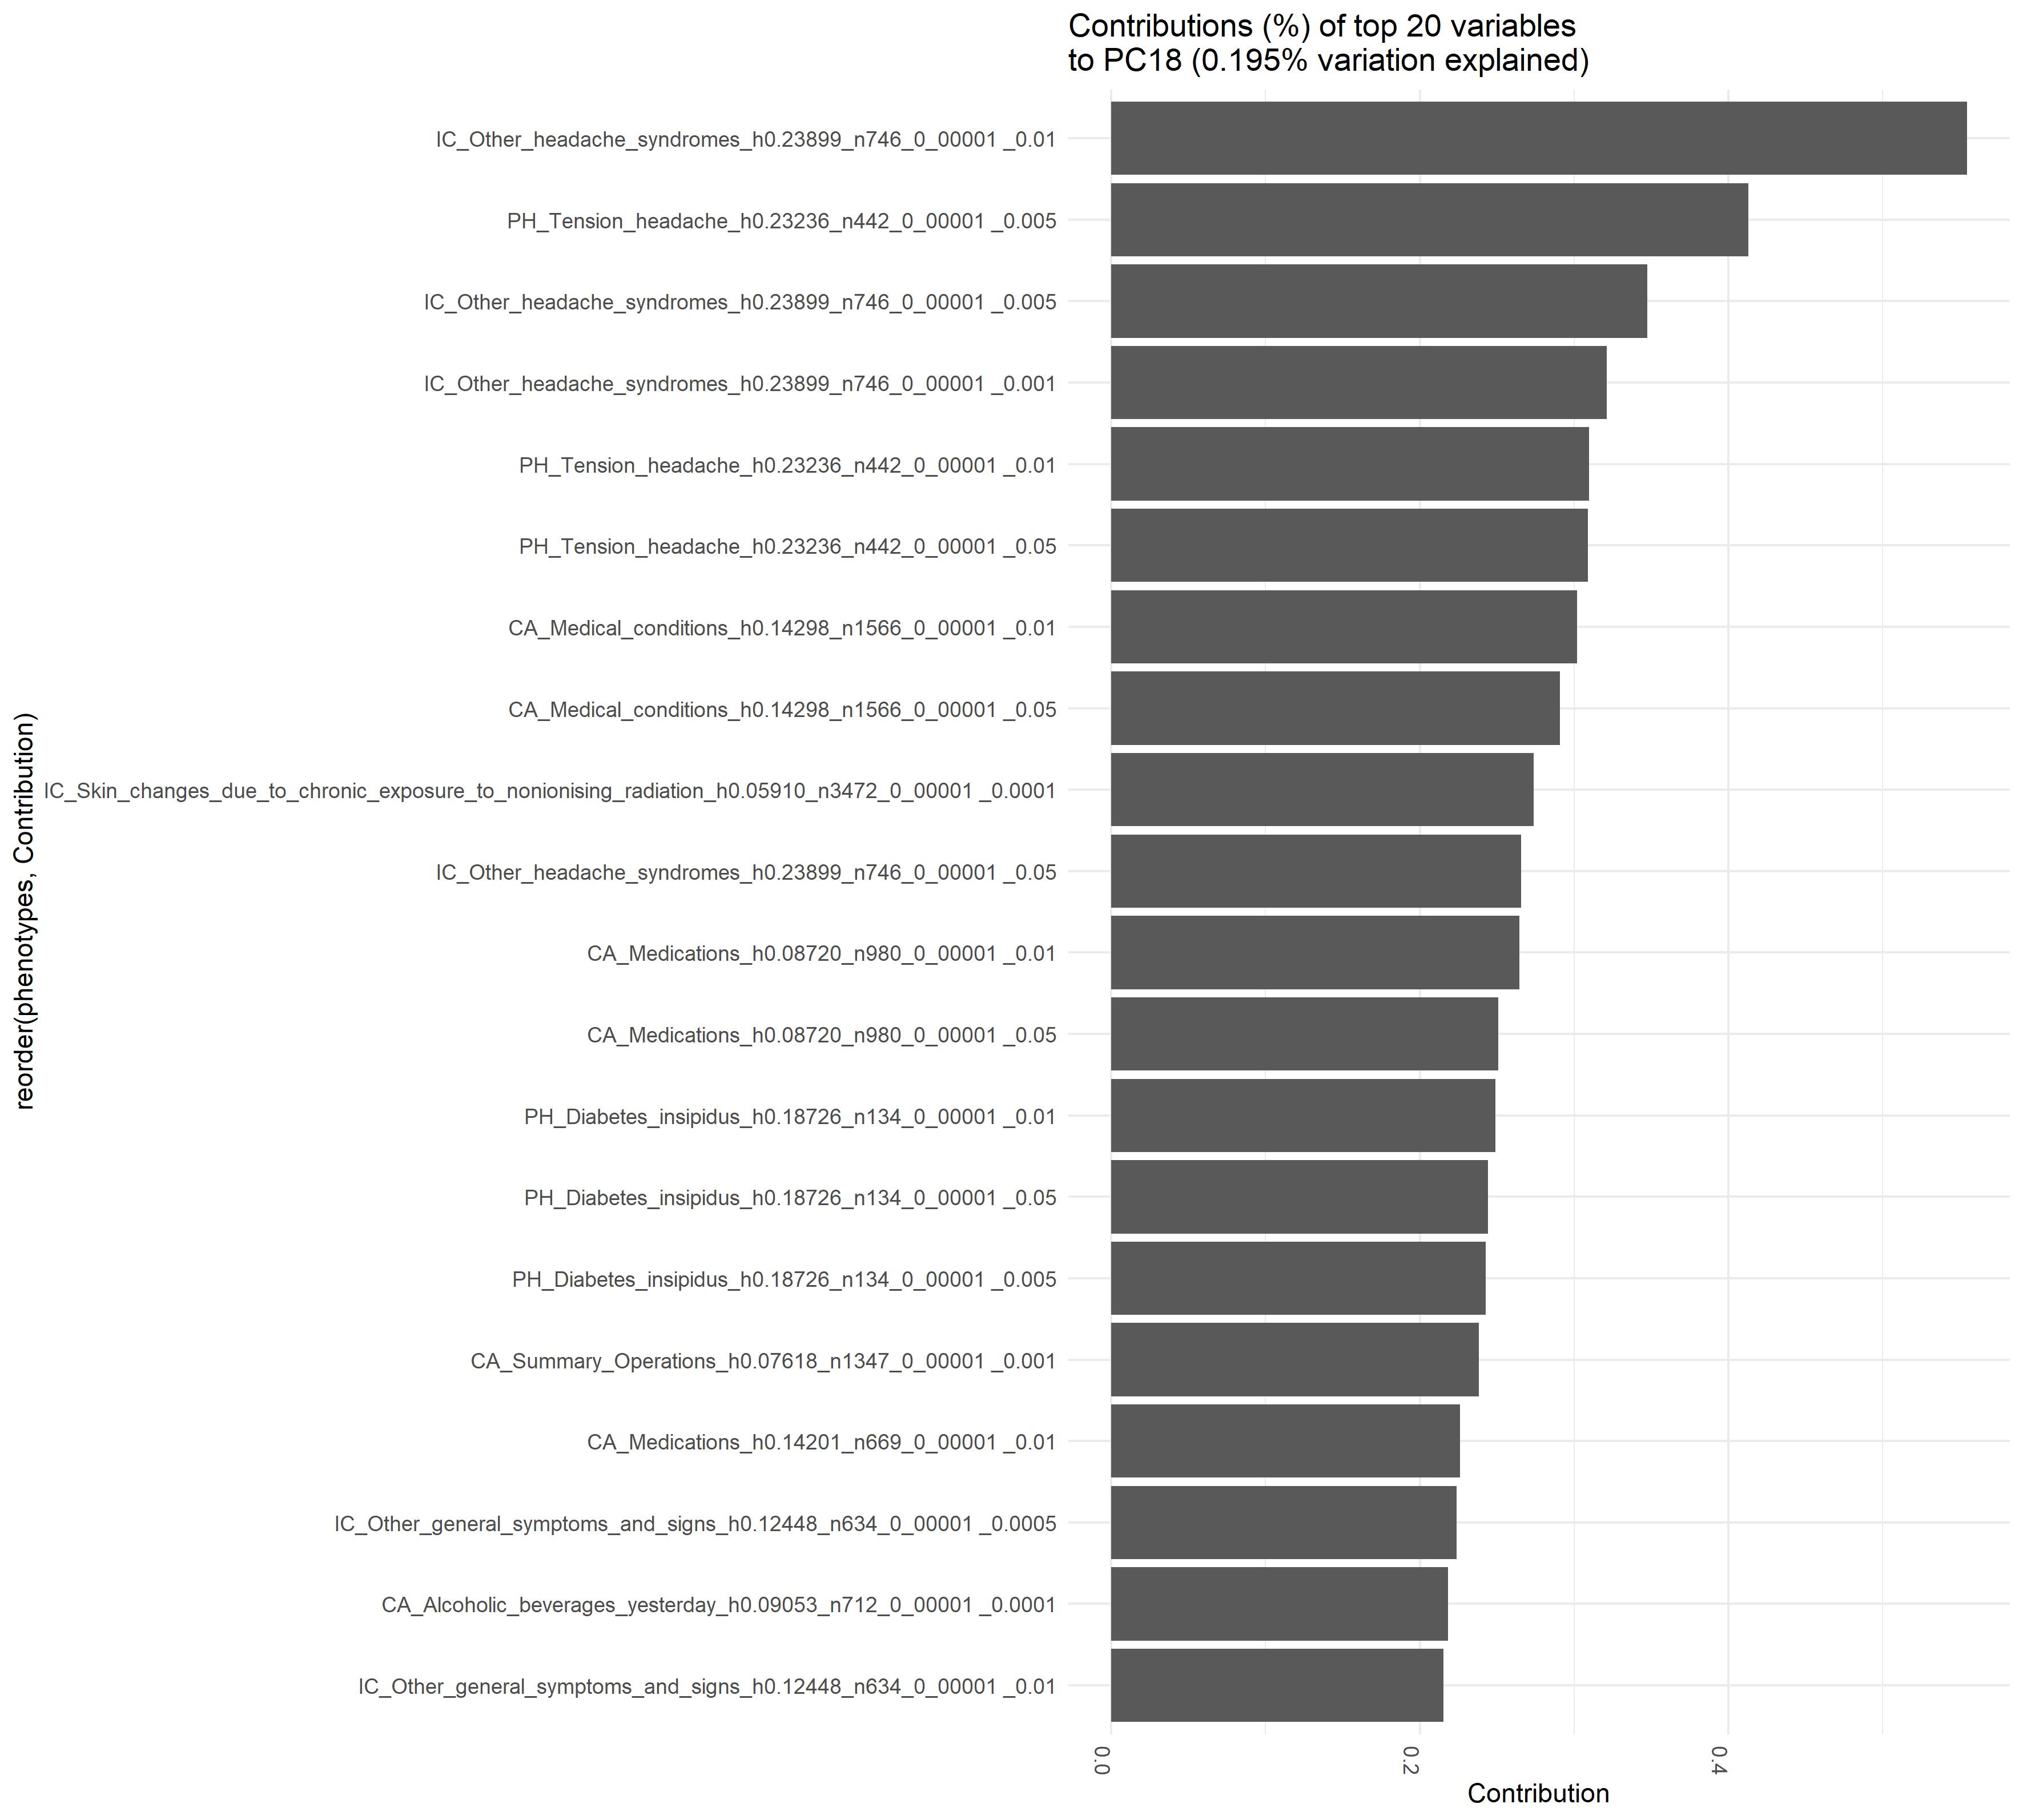 Contributions (%) of top 20 variables
to PC18 (0.195% variation explained)
IC_Other_headache_syndromes_h0.23899_n746_0_00001 _0.01
PH_Tension_headache_h0.23236_n442_0_00001 _0.005
IC_Other_headache_syndromes_h0.23899_n746_0_00001 _0.005
IC_Other_headache_syndromes_h0.23899_n746_0_00001 _0.001
PH_Tension_headache_h0.23236_n442_0_00001 _0.01
PH_Tension_headache_h0.23236_n442_0_00001 _0.05
CA_Medical_conditions_h0.14298_n1566_0_00001 _0.01
CA_Medical_conditions_h0.14298_n1566_0_00001 _0.05
IC_Skin_changes_due_to_chronic_exposure_to_nonionising_radiation_h0.05910_n3472_0_00001 _0.0001
IC_Other_headache_syndromes_h0.23899_n746_0_00001 _0.05
CA_Medications_h0.08720_n980_0_00001 _0.01
CA_Medications_h0.08720_n980_0_00001 _0.05
PH_Diabetes_insipidus_h0.18726_n134_0_00001 _0.01
PH_Diabetes_insipidus_h0.18726_n134_0_00001 _0.05
PH_Diabetes_insipidus_h0.18726_n134_0_00001 _0.005
CA_Summary_Operations_h0.07618_n1347_0_00001 _0.001
CA_Medications_h0.14201_n669_0_00001 _0.01
IC_Other_general_symptoms_and_signs_h0.12448_n634_0_00001 _0.0005
CA_Alcoholic_beverages_yesterday_h0.09053_n712_0_00001 _0.0001
IC_Other_general_symptoms_and_signs_h0.12448_n634_0_00001 _0.01
reorder(phenotypes, Contribution)
0.0
0.2
0.4
Contribution